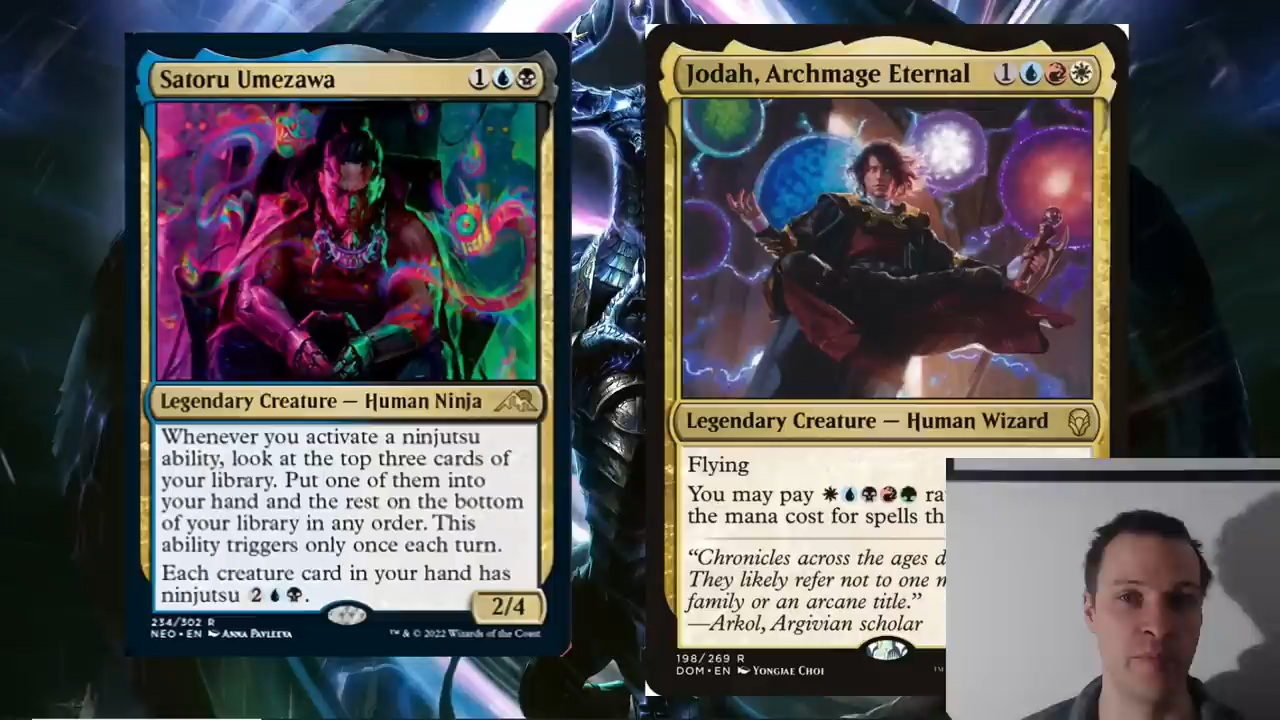 Satoru Umezawa 1
Legendary Creature — Human Ninja
Whenever you activate a ninjutsu
ability, look at the top three cards of
your library. Put one of them into
your hand and the rest on the bottom
of your library in any order. This
ability triggers only once each turn.
Each creature card in your hand has
ninjutsu 2 .
2/4
234/302 R
NEO • EN Anna Pavleeva
™ & © 2022 Wizards of the Coast
Jodah, Archmage Eternal 1
Legendary Creature — Human Wizard
Flying
You may pay
the mana cost for spells
“Chronicles across the ages
They likely refer not to one
family or an arcane title.”
—Arkol, Argivian scholar
198/269 R
DOM • EN Yongjae Choi